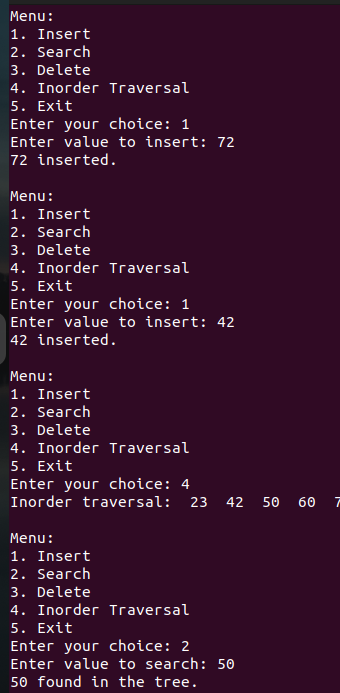 Menu:
1. Insert
2. Search
3. Delete
4. Inorder Traversal
5. Exit
Enter your choice: 1
Enter value to insert: 72
72 inserted.
Menu:
1. Insert
2. Search
3. Delete
4. Inorder Traversal
5. Exit
Enter your choice: 1
Enter value to insert: 42
42 inserted.
Menu:
1. Insert
2. Search
3. Delete
4. Inorder Traversal
5. Exit
Enter your choice: 4
Inorder traversal:  23  42  50  60
Menu:
1. Insert
2. Search
3. Delete
4. Inorder Traversal
5. Exit
Enter your choice: 2
Enter value to search: 50
50 found in the tree.